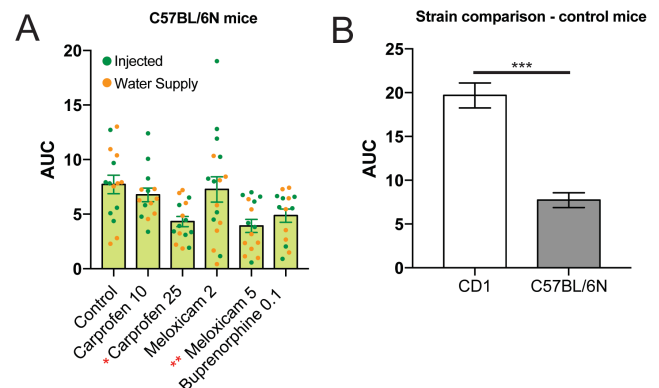 A
C57BL/6N mice
Injected
Water Supply
AUC
20
15
10
5
0
Control
Carprofen 10
*Carprofen 25
Meloxicam 2
** Meloxicam 5
Buprenorphine 0.1
B
Strain comparison - control mice
***
AUC
25
20
15
10
5
0
CD1
C57BL/6N